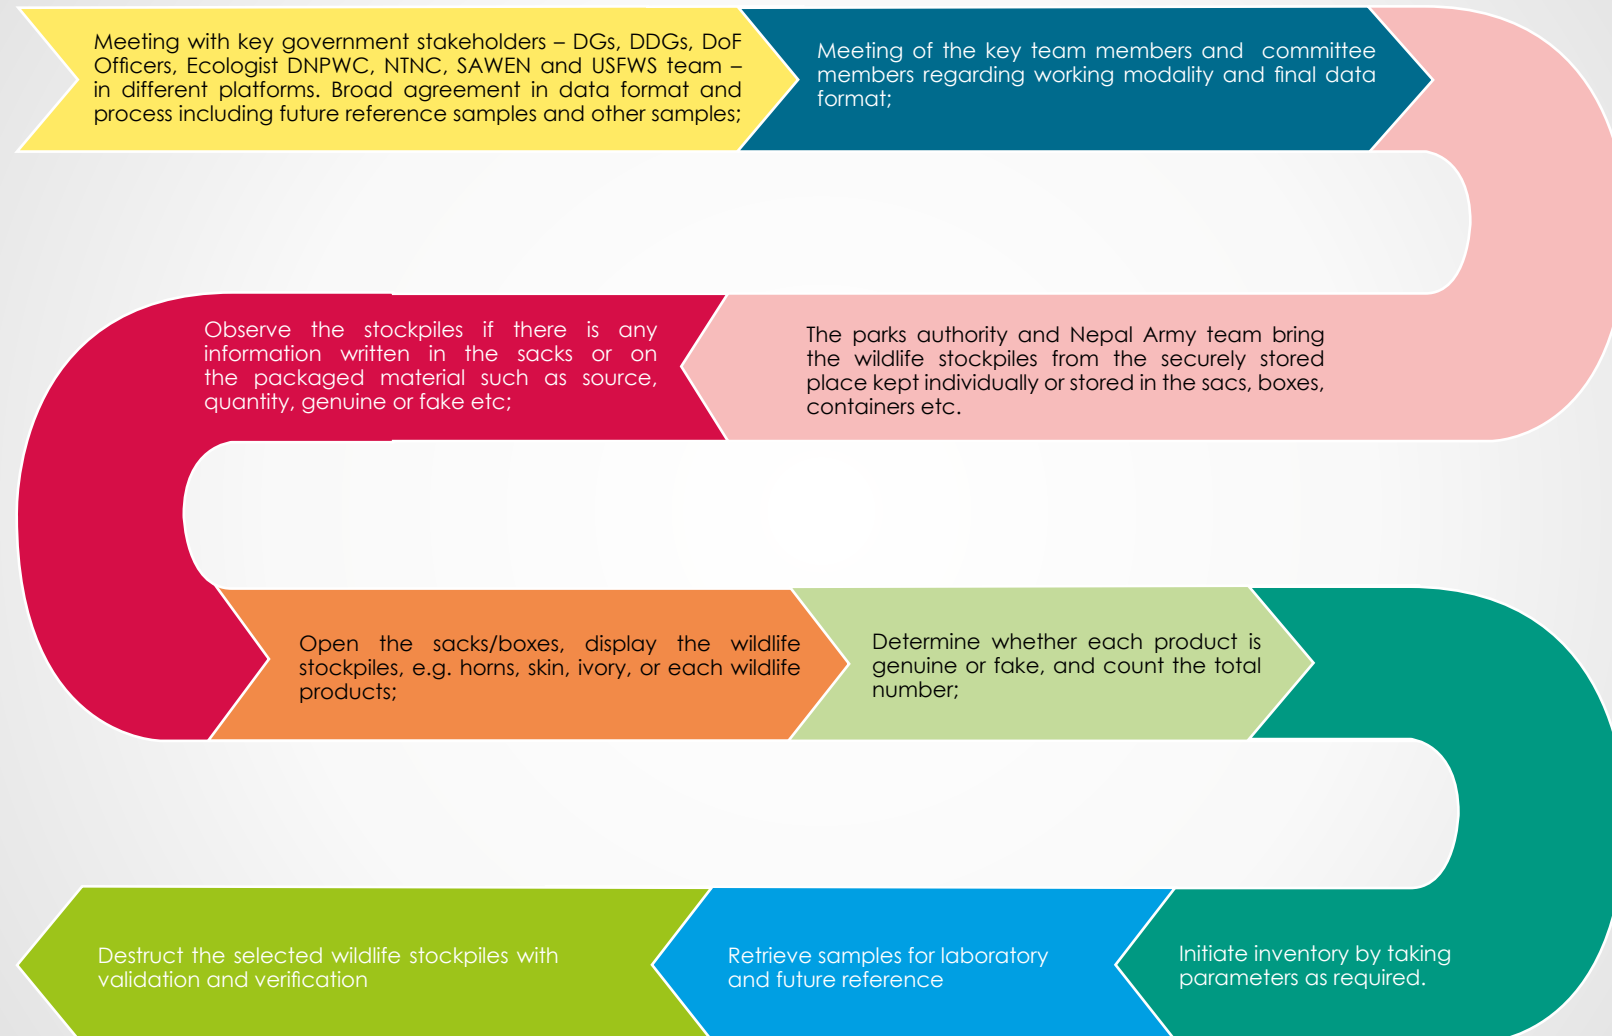 Meeting with key government stakeholders – DGs, DDGs, DoF
Officers, Ecologist DNPWC, NTNC, SAWEN and USFWS team –
in different platforms. Broad agreement in data format and
process including future reference samples and other samples;
Meeting of the key team members and committee
members regarding working modality and final data
format;
The parks authority and Nepal Army team bring
the wildlife stockpiles from the securely stored
place kept individually or stored in the sacs, boxes,
containers etc.
Observe the stockpiles if there is any
information written in the sacks or on
the packaged material such as source,
quantity, genuine or fake etc;
Open the sacks/boxes, display the wildlife
stockpiles, e.g. horns, skin, ivory, or each wildlife
products;
Determine whether each product is
genuine or fake, and count the total
number;
Initiate inventory by taking
parameters as required.
Retrieve samples for laboratory
and future reference
Destruct the selected wildlife stockpiles with
validation and verification